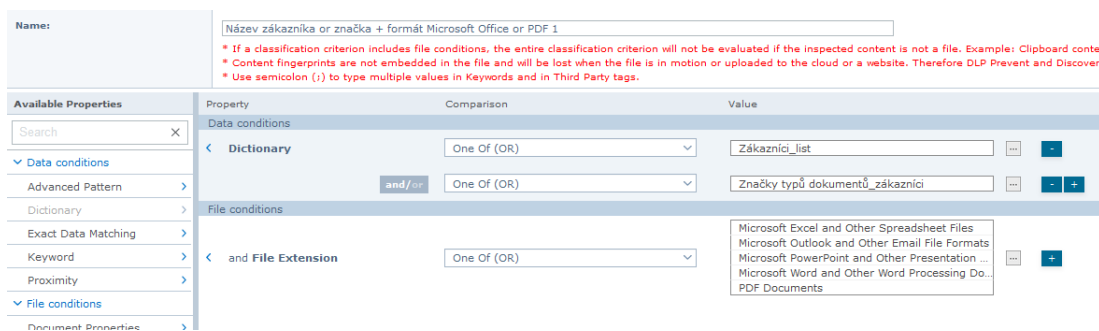 Name:
Název zákazníka or značka + formát Microsoft Office or PDF 1
* If a classification criterion includes file conditions, the entire classification criterion will not be evaluated if the inspected content is not a file. Example: Clipboard conte
* Content fingerprints are not embedded in the file and will be lost when the file is in motion or uploaded to the cloud or a website. Therefore DLP Prevent and Discover
* Use semicolon (;) to type multiple values in Keywords and in Third Party tags.
Available Properties
Property Comparison Value
Search
Data conditions
Dictionary One Of (OR) Zákazníci_list ... -
Data conditions
Advanced Pattern
and/or One Of (OR) Značky typů dokumentů_zákazníci ... - +
Dictionary
File conditions
Exact Data Matching
Keyword
Proximity
and File Extension One Of (OR) ... +
Microsoft Excel and Other Spreadsheet Files
Microsoft Outlook and Other Email File Formats
Microsoft PowerPoint and Other Presentation ...
Microsoft Word and Other Word Processing Do...
PDF Documents
File conditions
Document Properties